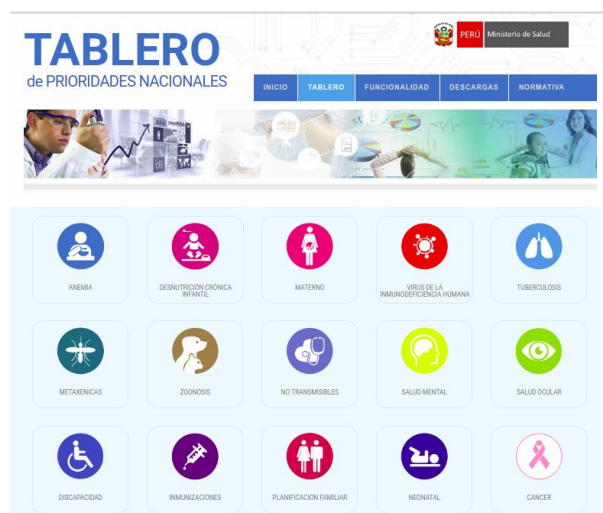 TABLERO
de PRIORIDADES NACIONALES
PERÚ Ministerio de Salud
INICIO TABLERO FUNCIONALIDAD DESCARGAS NORMATIVA
ANEMIA
DESNUTRICIÓN CRÓNICA
INFANTIL
MATERNO
VIRUS DE LA
INMUNODEFICIENCIA HUMANA
TUBERCULOSIS
METAXENICAS
ZOONOSIS
NO TRANSMISIBLES
SALUD MENTAL
SALUD OCULAR
DISCAPACIDAD
INMUNIZACIONES
PLANIFICACION FAMILIAR
NEONATAL
CANCER